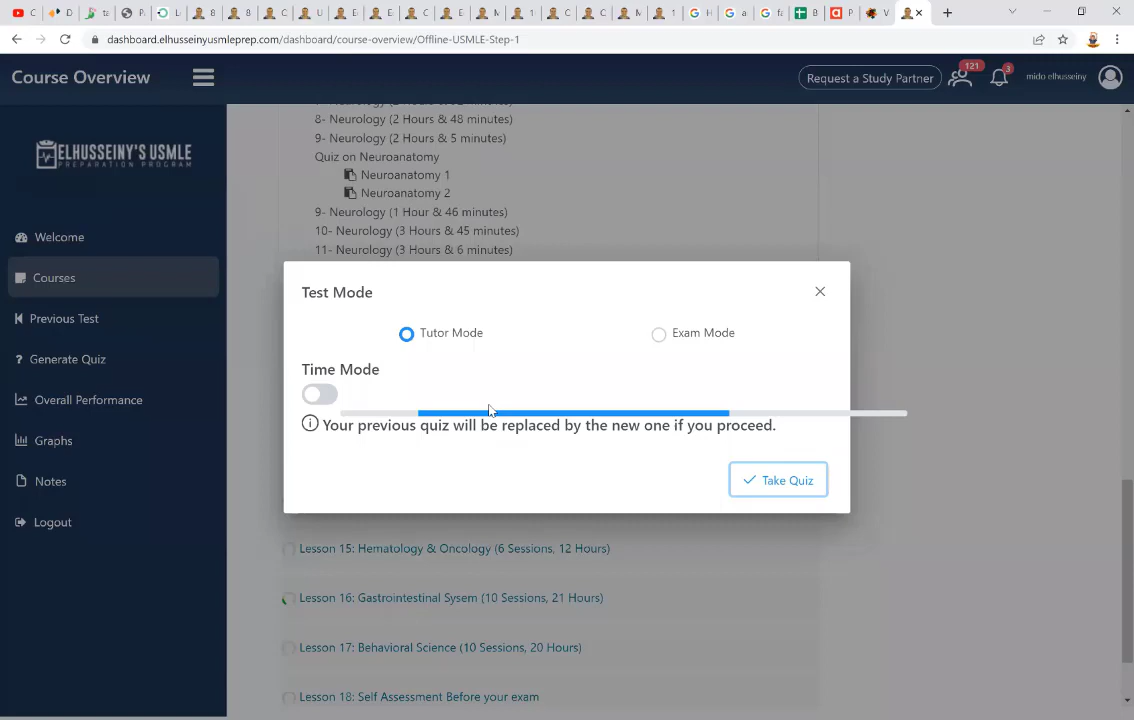 dashboard.elhusseinyusmleprep.com/dashboard/course-overview/Offline-USMLE-Step-1
Course Overview
Request a Study Partner
121
3
mido elhusseiny
ELHUSSEINY'S USMLE
PREPARATION PROGRAM
Welcome
Courses
Previous Test
? Generate Quiz
Overall Performance
Graphs
Notes
Logout
8- Neurology (2 Hours & 48 minutes)
9- Neurology (2 Hours & 5 minutes)
Quiz on Neuroanatomy
Neuroanatomy 1
Neuroanatomy 2
9- Neurology (1 Hour & 46 minutes)
10- Neurology (3 Hours & 45 minutes)
11- Neurology (3 Hours & 6 minutes)
Test Mode
Tutor Mode
Exam Mode
Time Mode
Your previous quiz will be replaced by the new one if you proceed.
Take Quiz
Lesson 15: Hematology & Oncology (6 Sessions, 12 Hours)
Lesson 16: Gastrointestinal Sysem (10 Sessions, 21 Hours)
Lesson 17: Behavioral Science (10 Sessions, 20 Hours)
Lesson 18: Self Assessment Before your exam